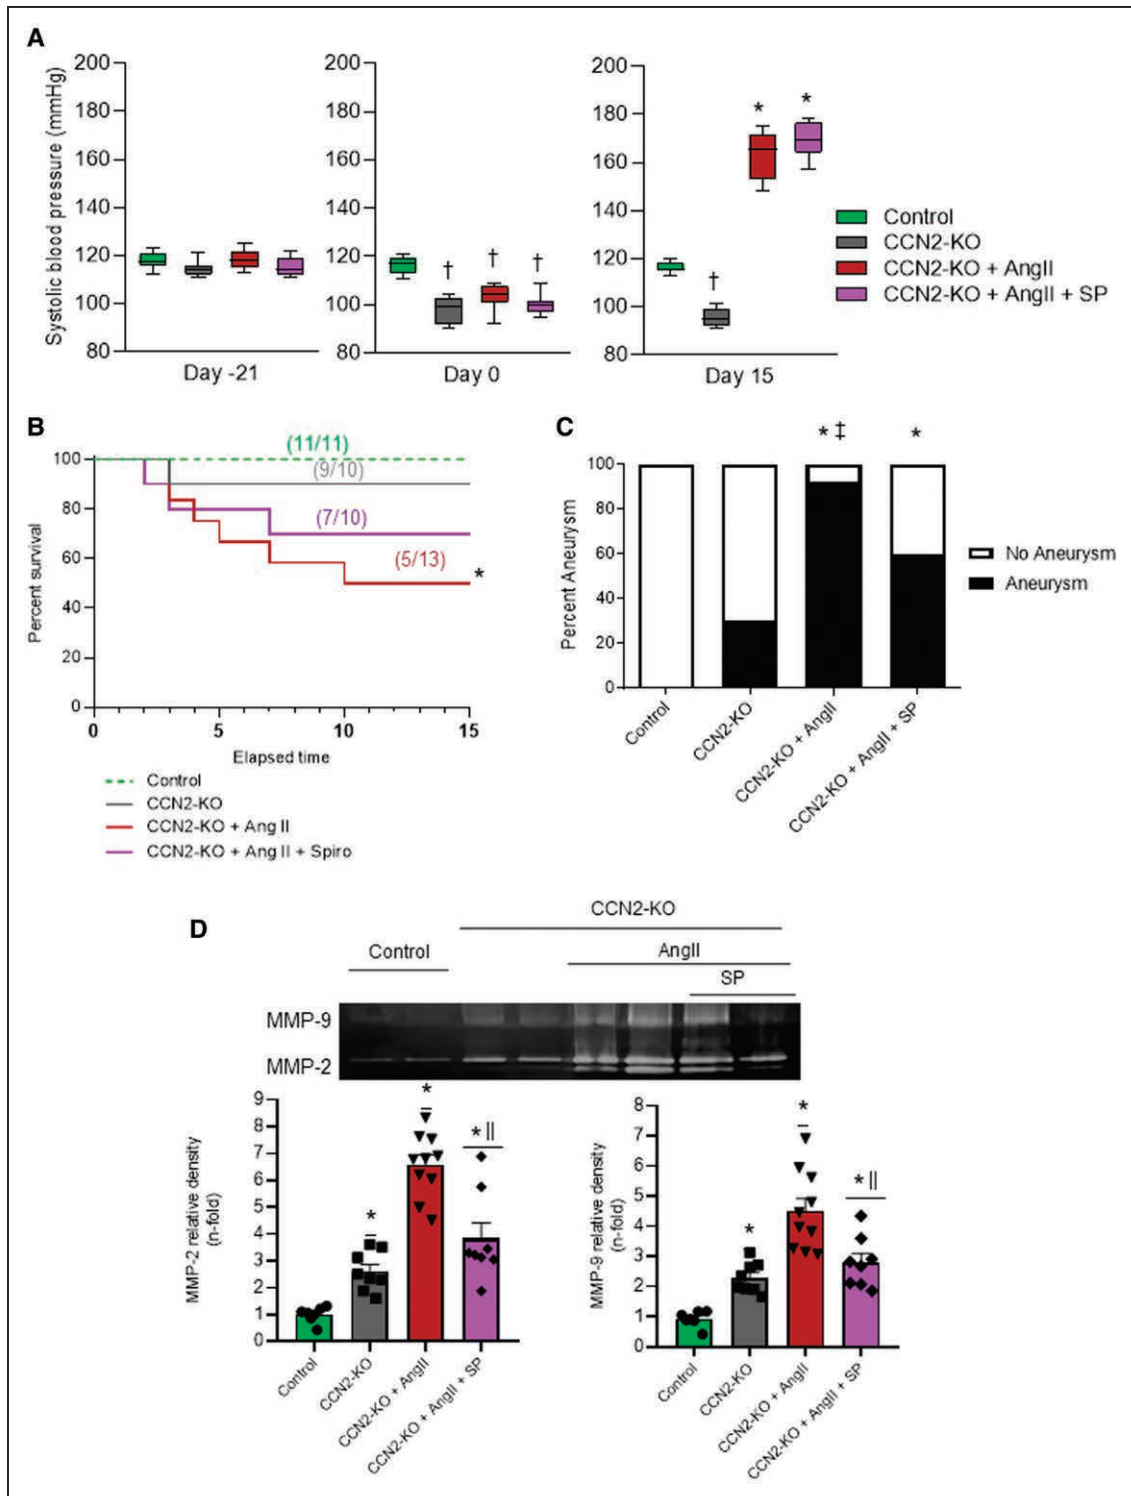 A
Systolic blood pressure (mmHg)
200
180
160
140
120
100
80
Day -21
200
180
160
140
120
100
80
† † †
Day 0
200
180
160
140
120
100
80
†
* *
Day 15
Control
CCN2-KO
CCN2-KO + AngII
CCN2-KO + AngII + SP
B
Percent survival
100
80
60
40
20
0
(11/11)
(9/10)
(7/10)
(5/13)
*
0 5 10 15
Elapsed time
Control
CCN2-KO
CCN2-KO + Ang II
CCN2-KO + Ang II + Spiro
C
* ‡ *
Percent Aneurysm
100
80
60
40
20
0
No Aneurysm
Aneurysm
Control
CCN2-KO
CCN2-KO + AngII
CCN2-KO + AngII + SP
D
CCN2-KO
Control
AngII
SP
MMP-9
MMP-2
MMP-2 relative density
(n-fold)
9
8
7
6
5
4
3
2
1
0
*
*
* ||
Control
CCN2-KO
CCN2-KO + AngII
CCN2-KO + AngII + SP
MMP-9 relative density
(n-fold)
8
7
6
5
4
3
2
1
0
*
*
* ||
Control
CCN2-KO
CCN2-KO + AngII
CCN2-KO + AngII + SP